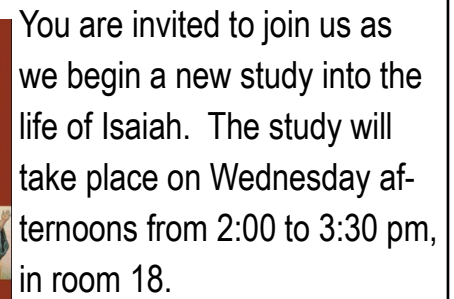 You are invited to join us as
we begin a new study into the
life of Isaiah.  The study will
take place on Wednesday af-
ternoons from 2:00 to 3:30 pm,
in room 18.